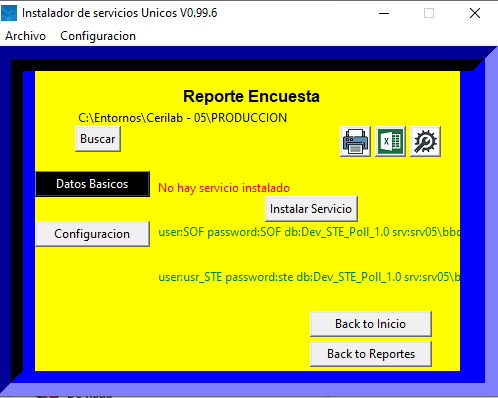 Instalador de servicios Unicos V0.99.6
Archivo Configuracion
Reporte Encuesta
C:\Entornos\Cerilab - 05\PRODUCCION
Buscar
Datos Basicos
No hay servicio instalado
Instalar Servicio
Configuracion
user:SOF password:SOF db:Dev_STE_Poll_1.0 srv:srv05\bbd
user:usr_STE password:ste db:Dev_STE_Poll_1.0 srv:srv05\b
Back to Inicio
Back to Reportes